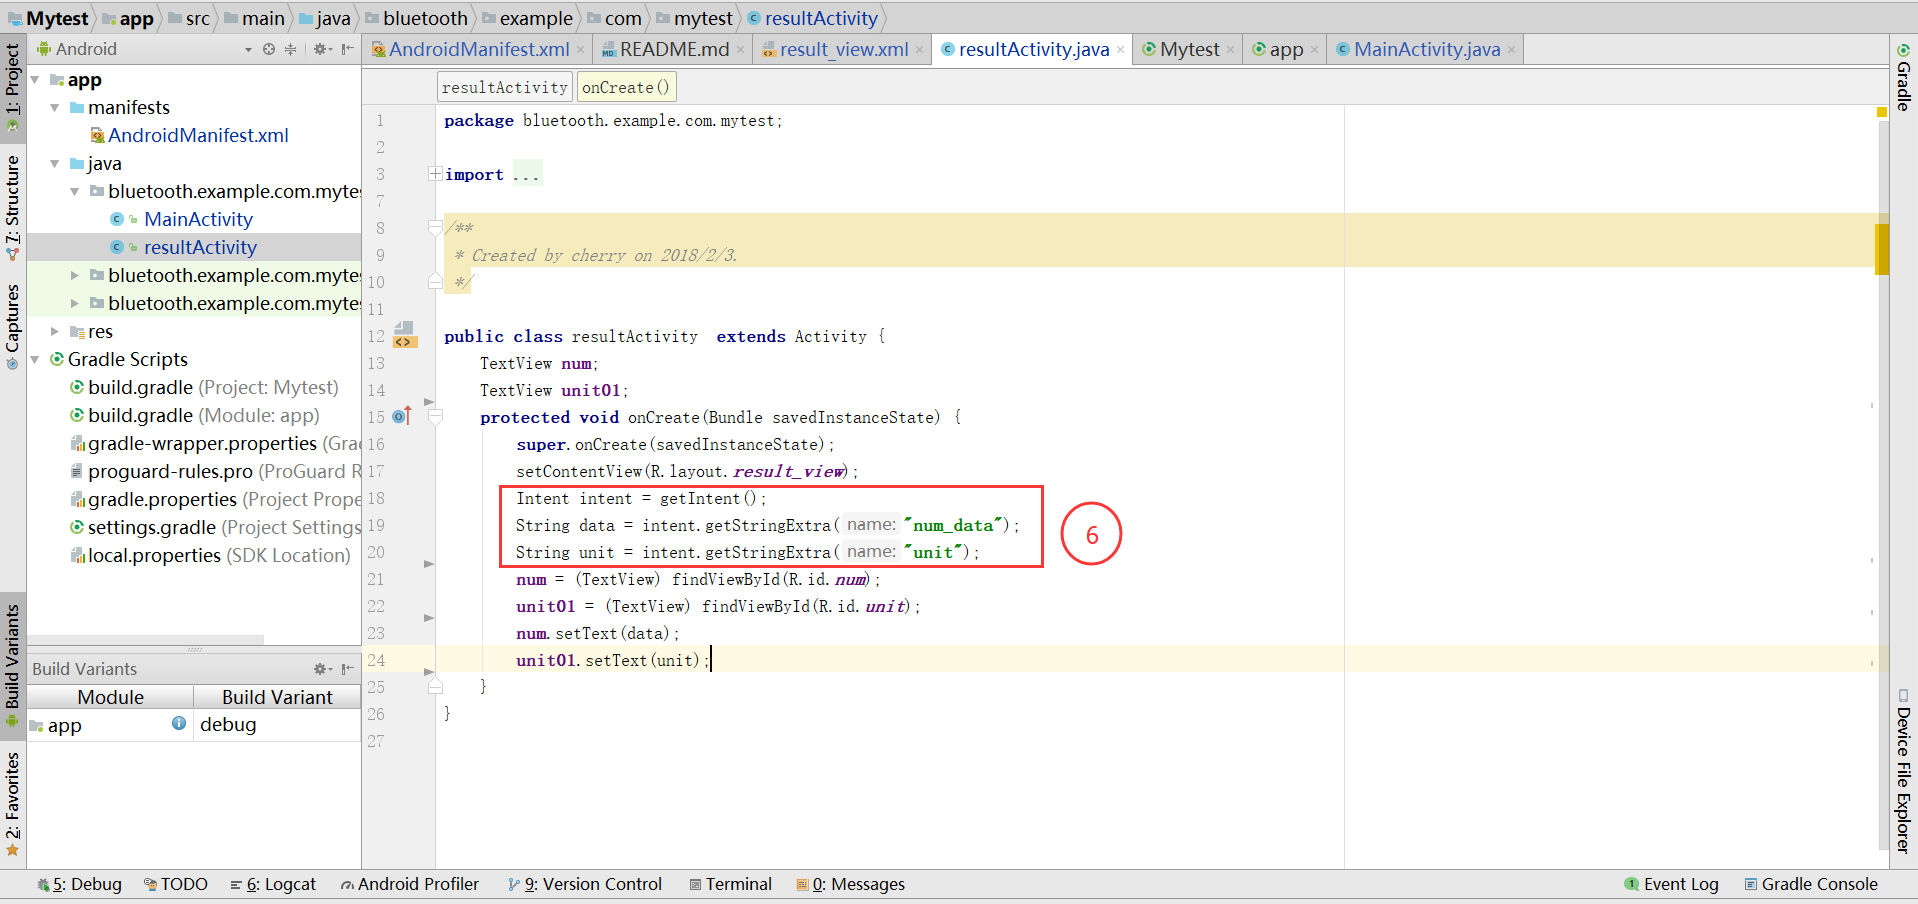 Mytest app src main java bluetooth example com mytest resultActivity
1: Project
7: Structure
Captures
Build Variants
2: Favorites
Android
app
manifests
AndroidManifest.xml
java
bluetooth.example.com.mytes
MainActivity
resultActivity
bluetooth.example.com.mytes
bluetooth.example.com.mytes
res
Gradle Scripts
build.gradle (Project: Mytest)
build.gradle (Module: app)
gradle-wrapper.properties (Gra
proguard-rules.pro (ProGuard R
gradle.properties (Project Prope
settings.gradle (Project Settings
local.properties (SDK Location)
Build Variants
Module Build Variant
app debug
AndroidManifest.xml README.md result_view.xml resultActivity.java Mytest app MainActivity.java
resultActivity onCreate()
1 package bluetooth.example.com.mytest;
2
3 import ...
7
8 /**
9 * Created by cherry on 2018/2/3.
10 */
11
12 public class resultActivity extends Activity {
13 TextView num;
14 TextView unit01;
15 protected void onCreate(Bundle savedInstanceState) {
16 super.onCreate(savedInstanceState);
17 setContentView(R.layout.result_view);
18 Intent intent = getIntent();
19 String data = intent.getStringExtra( name: "num_data");
20 String unit = intent.getStringExtra( name: "unit");
6
21 num = (TextView) findViewById(R.id.num);
22 unit01 = (TextView) findViewById(R.id.unit);
23 num.setText(data);
24 unit01.setText(unit);
25 }
26 }
27
Gradle
Device File Explorer
5: Debug TODO 6: Logcat Android Profiler 9: Version Control Terminal 0: Messages 1 Event Log Gradle Console